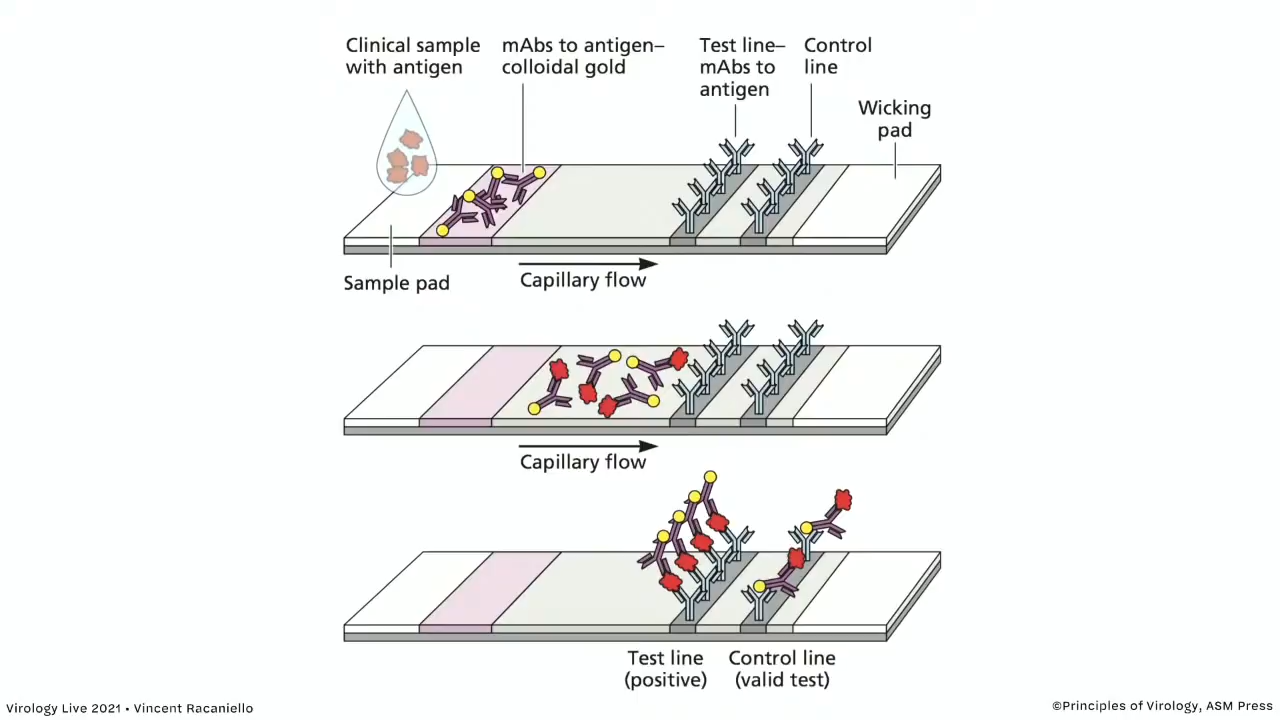 Clinical sample
with antigen
mAbs to antigen–
colloidal gold
Test line–
mAbs to
antigen
Control
line
Wicking
pad
Sample pad
Capillary flow
Capillary flow
Test line
(positive)
Control line
(valid test)
Virology Live 2021 • Vincent Racaniello
©Principles of Virology, ASM Press